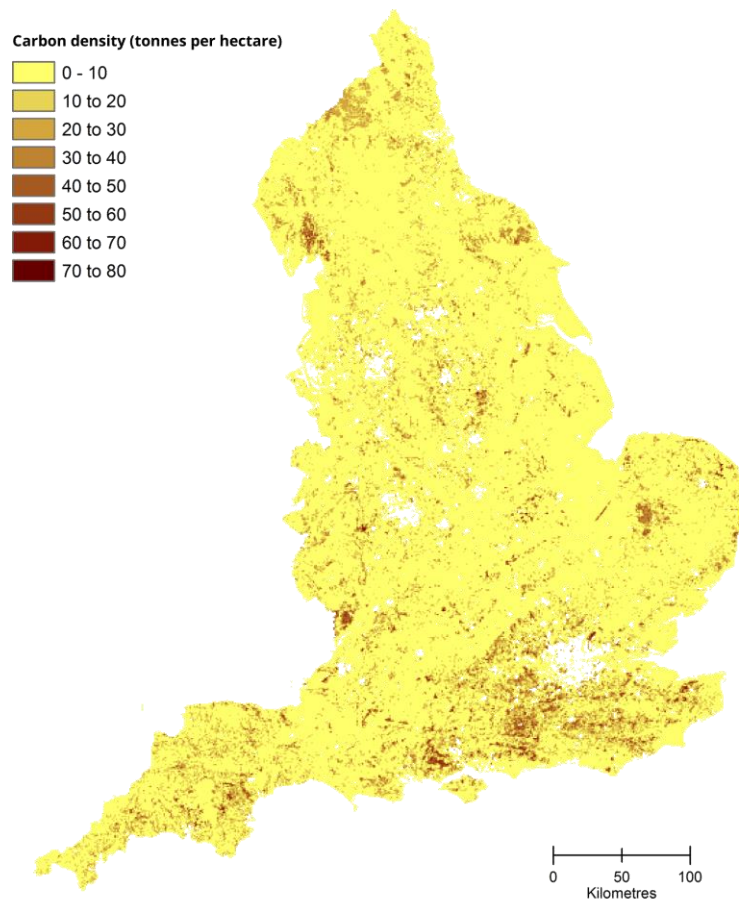 Carbon density (tonnes per hectare)
0 - 10
10 to 20
20 to 30
30 to 40
40 to 50
50 to 60
60 to 70
70 to 80
0 50 100
Kilometres